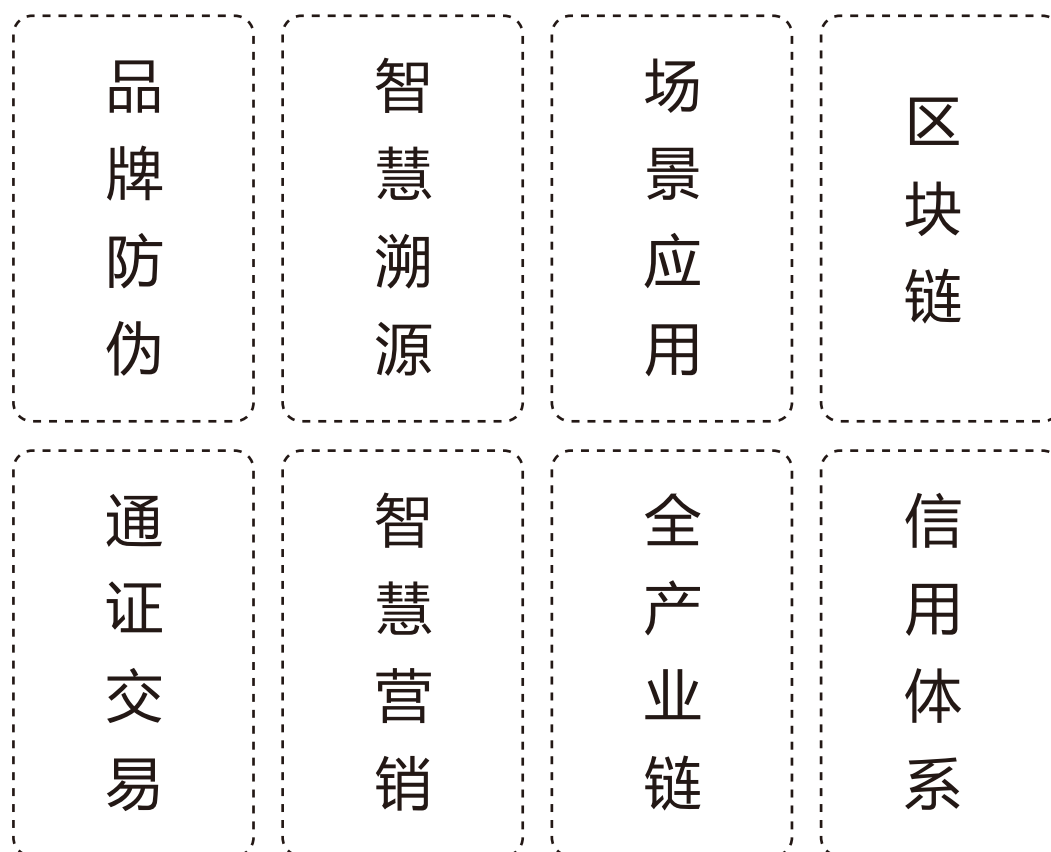 品牌防伪
智慧溯源
场景应用
区块链
通证交易
智慧营销
全产业链
信用体系